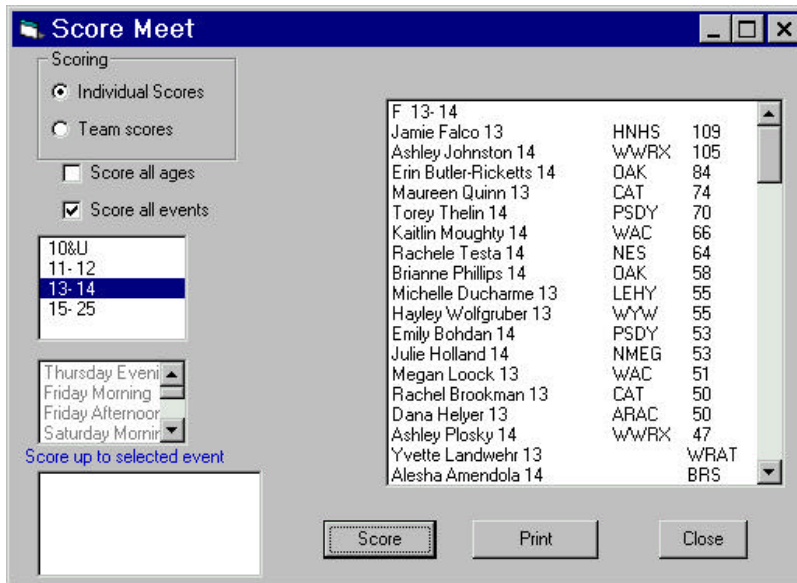 Score Meet
Scoring
Individual Scores
Team scores
Score all ages
Score all events
10&U
11- 12
13- 14
15- 25
Thursday Eveni
Friday Morning
Friday Afternoor
Saturday Mornir
Score up to selected event
F 13- 14
Jamie Falco 13 HNHS 109
Ashley Johnston 14 WWRX 105
Erin Butler-Ricketts 14 OAK 84
Maureen Quinn 13 CAT 74
Torey Thelin 14 PSDY 70
Kaitlin Moughty 14 WAC 66
Rachele Testa 14 NES 64
Brianne Phillips 14 OAK 58
Michelle Ducharme 13 LEHY 55
Hayley Wolfgruber 13 WYW 55
Emily Bohdan 14 PSDY 53
Julie Holland 14 NMEG 53
Megan Loock 13 WAC 51
Rachel Brookman 13 CAT 50
Dana Helyer 13 ARAC 50
Ashley Plosky 14 WWRX 47
Yvette Landwehr 13 WRAT
Alesha Amendola 14 BRS
Score Print Close